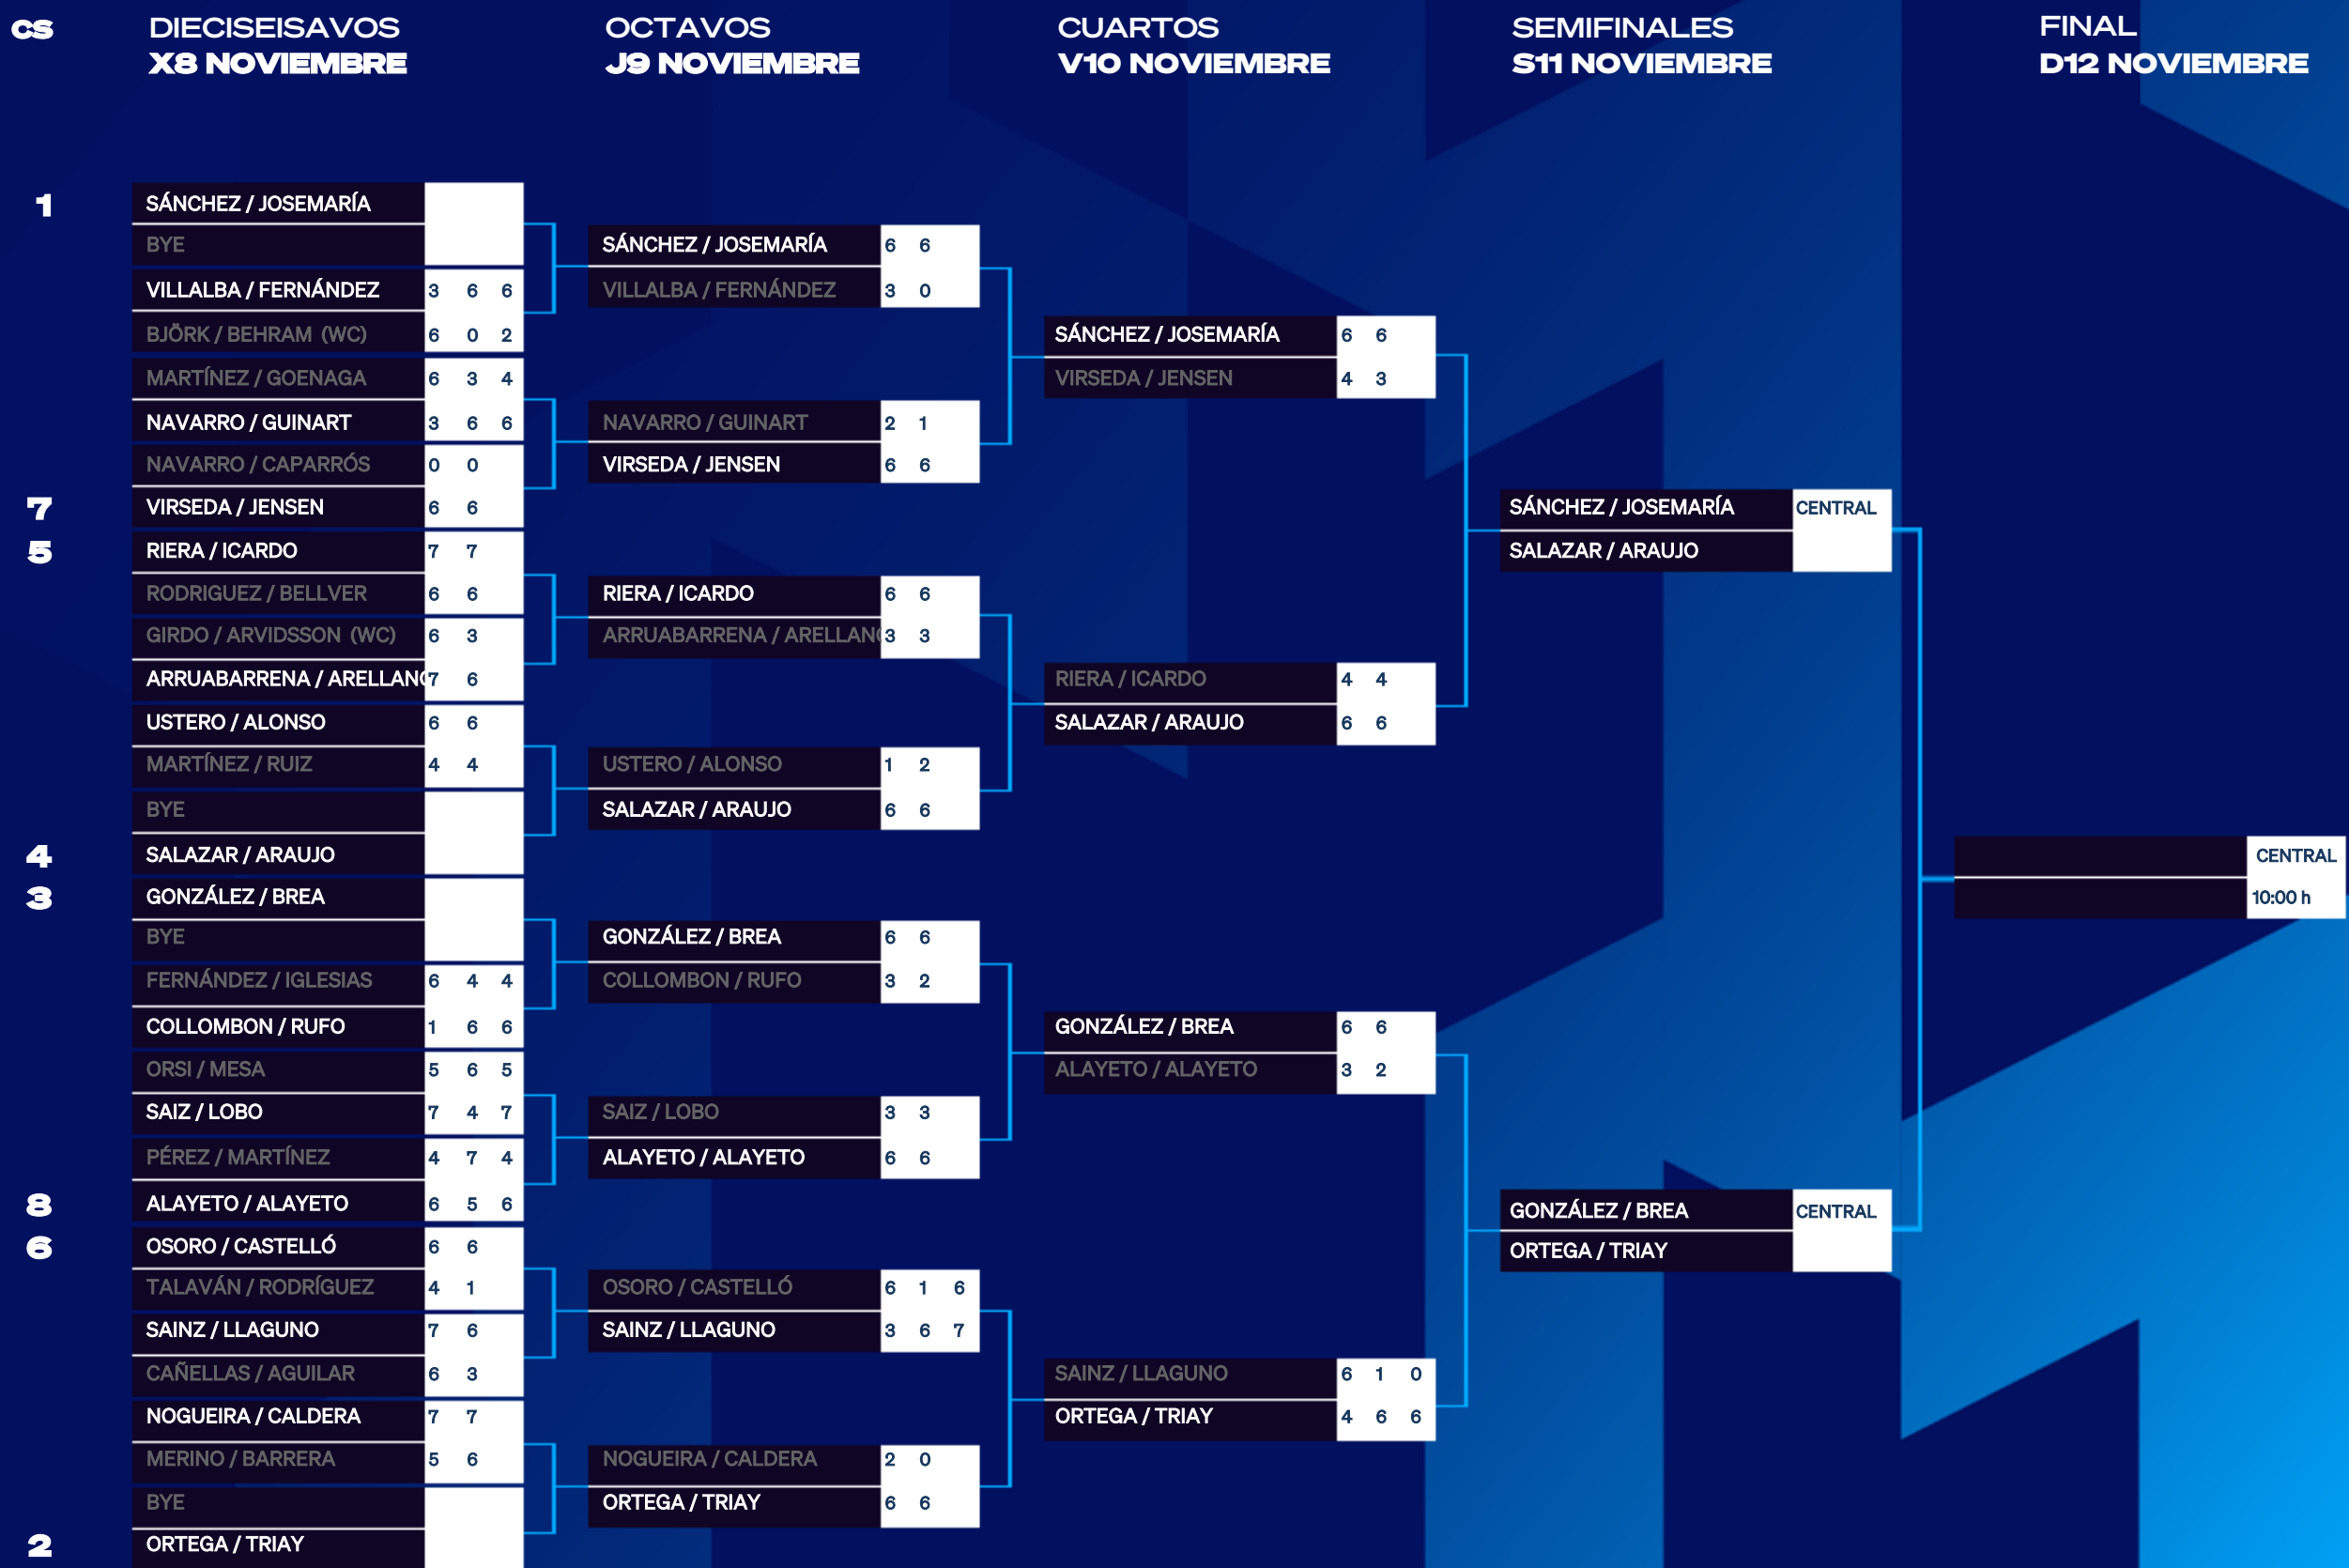 CS
DIECISEISAVOS
X8 NOVIEMBRE
OCTAVOS
J9 NOVIEMBRE
CUARTOS
V10 NOVIEMBRE
SEMIFINALES
S11 NOVIEMBRE
FINAL
D12 NOVIEMBRE
1 SÁNCHEZ / JOSEMARÍA
BYE
VILLALBA / FERNÁNDEZ 3 6 6
BJÖRK / BEHRAM (WC) 6 0 2
MARTÍNEZ / GOENAGA 6 3 4
NAVARRO / GUINART 3 6 6
NAVARRO / CAPARRÓS 0 0
7 VIRSEDA / JENSEN 6 6
5 RIERA / ICARDO 7 7
RODRIGUEZ / BELLVER 6 6
GIRDO / ARVIDSSON (WC) 6 3
ARRUABARRENA / ARELLANO 7 6
USTERO / ALONSO 6 6
MARTÍNEZ / RUIZ 4 4
BYE
4 SALAZAR / ARAUJO
3 GONZÁLEZ / BREA
BYE
FERNÁNDEZ / IGLESIAS 6 4 4
COLLOMBON / RUFO 1 6 6
ORSI / MESA 5 6 5
SAIZ / LOBO 7 4 7
PÉREZ / MARTÍNEZ 4 7 4
8 ALAYETO / ALAYETO 6 5 6
6 OSORO / CASTELLÓ 6 6
TALAVÁN / RODRÍGUEZ 4 1
SAINZ / LLAGUNO 7 6
CAÑELLAS / AGUILAR 6 3
NOGUEIRA / CALDERA 7 7
MERINO / BARRERA 5 6
BYE
2 ORTEGA / TRIAY
SÁNCHEZ / JOSEMARÍA 6 6
VILLALBA / FERNÁNDEZ 3 0
NAVARRO / GUINART 2 1
VIRSEDA / JENSEN 6 6
RIERA / ICARDO 6 6
ARRUABARRENA / ARELLANO 3 3
USTERO / ALONSO 1 2
SALAZAR / ARAUJO 6 6
GONZÁLEZ / BREA 6 6
COLLOMBON / RUFO 3 2
SAIZ / LOBO 3 3
ALAYETO / ALAYETO 6 6
OSORO / CASTELLÓ 6 1 6
SAINZ / LLAGUNO 3 6 7
NOGUEIRA / CALDERA 2 0
ORTEGA / TRIAY 6 6
SÁNCHEZ / JOSEMARÍA 6 6
VIRSEDA / JENSEN 4 3
RIERA / ICARDO 4 4
SALAZAR / ARAUJO 6 6
GONZÁLEZ / BREA 6 6
ALAYETO / ALAYETO 3 2
SAINZ / LLAGUNO 6 1 0
ORTEGA / TRIAY 4 6 6
SÁNCHEZ / JOSEMARÍA CENTRAL
SALAZAR / ARAUJO
GONZÁLEZ / BREA CENTRAL
ORTEGA / TRIAY
CENTRAL
10:00 h